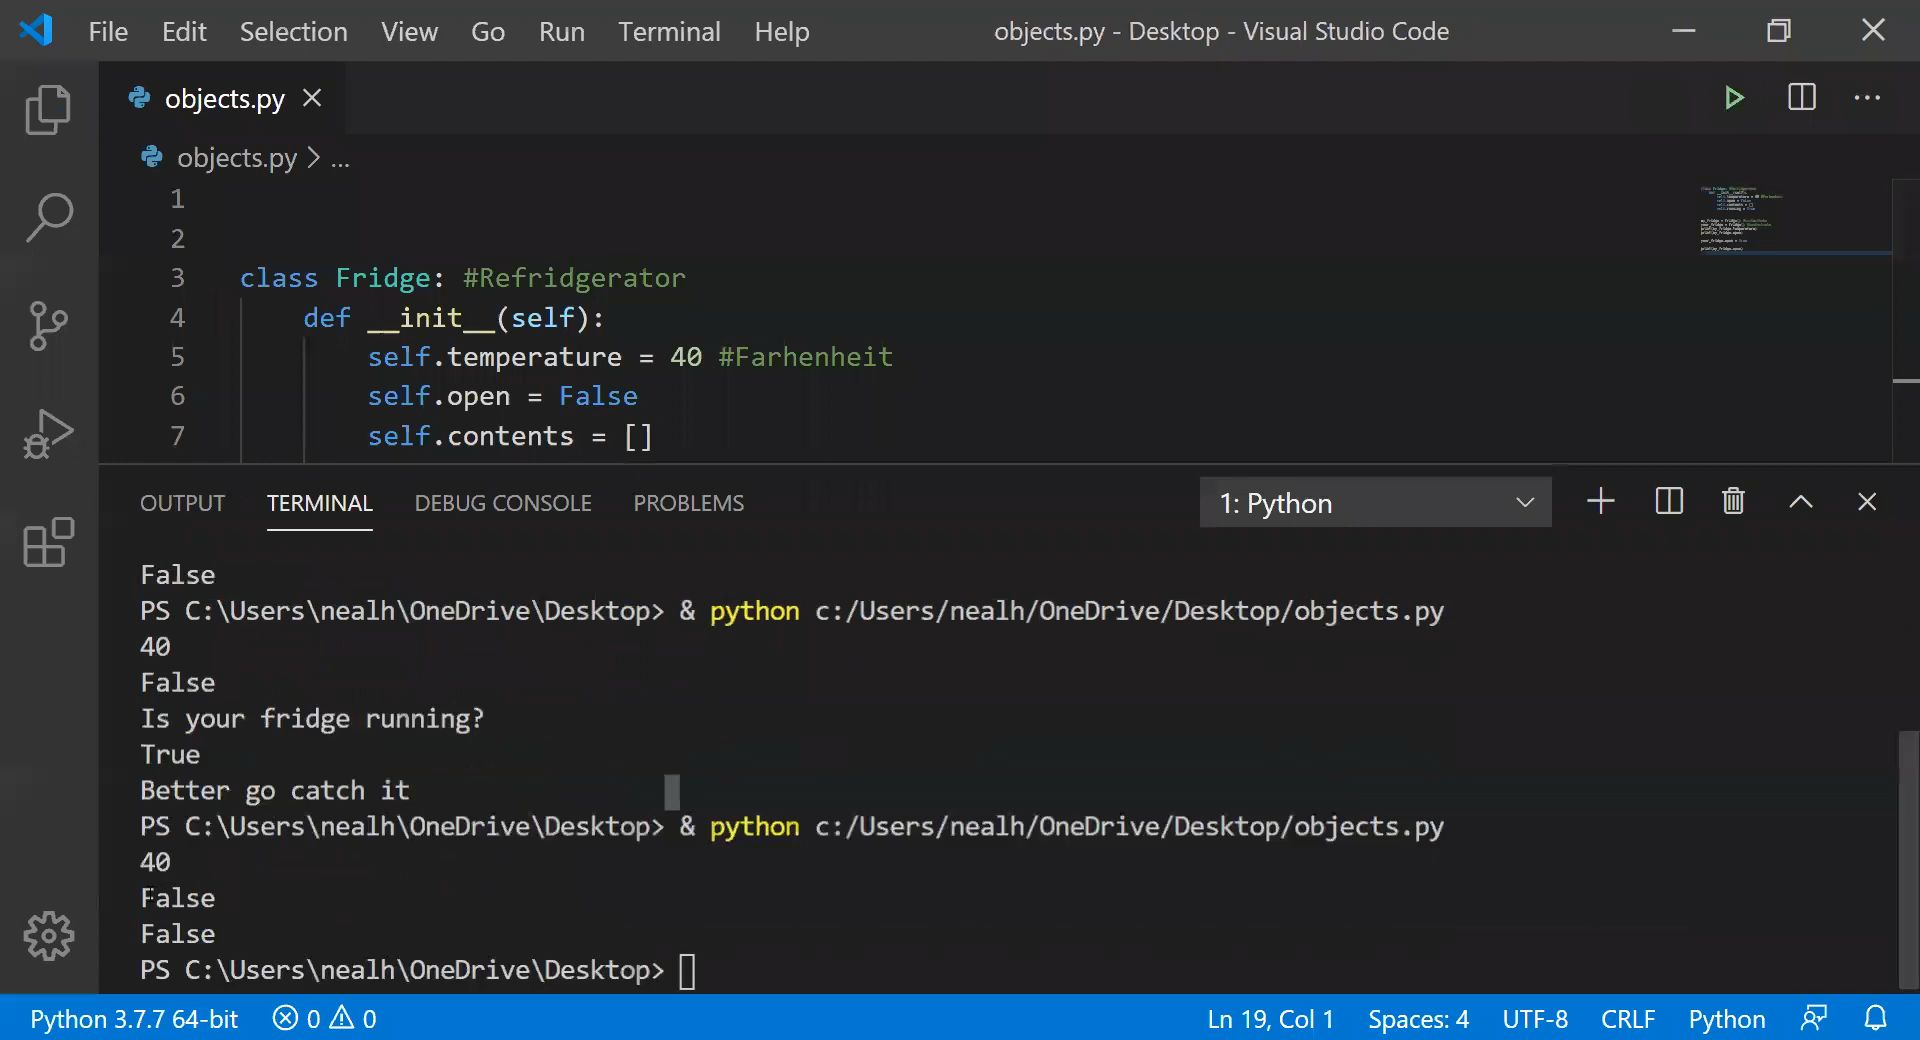 File Edit Selection View Go Run Terminal Help objects.py - Desktop - Visual Studio Code
objects.py
objects.py > ...
1
2
3 class Fridge: #Refridgerator
4 def __init__(self):
5 self.temperature = 40 #Farhenheit
6 self.open = False
7 self.contents = []
OUTPUT TERMINAL DEBUG CONSOLE PROBLEMS 1: Python
False
PS C:\Users\nealh\OneDrive\Desktop> & python c:/Users/nealh/OneDrive/Desktop/objects.py
40
False
Is your fridge running?
True
Better go catch it
PS C:\Users\nealh\OneDrive\Desktop> & python c:/Users/nealh/OneDrive/Desktop/objects.py
40
False
False
PS C:\Users\nealh\OneDrive\Desktop>
Python 3.7.7 64-bit 0 0 Ln 19, Col 1 Spaces: 4 UTF-8 CRLF Python